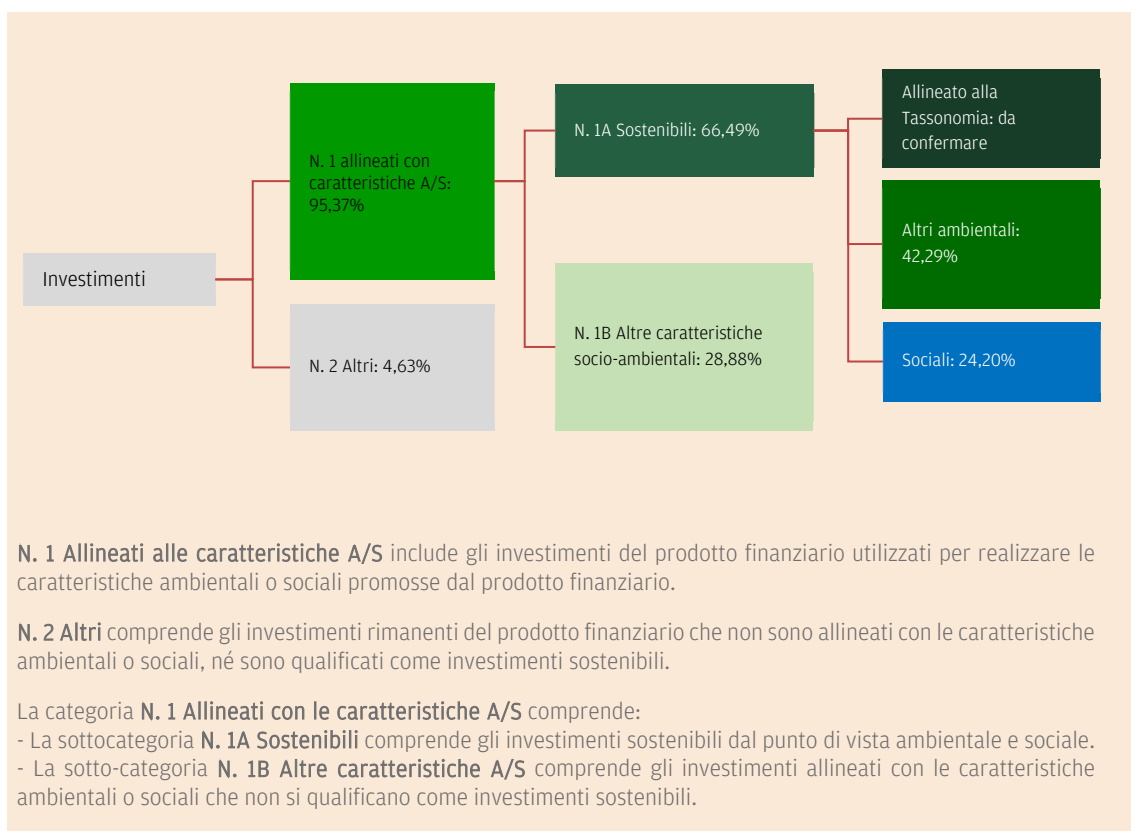 Investimenti
N. 1 allineati con
caratteristiche A/S:
95,37%
N. 2 Altri: 4,63%
N. 1A Sostenibili: 66,49%
N. 1B Altre caratteristiche
socio-ambientali: 28,88%
Allineato alla
Tassonomia: da
confermare
Altri ambientali:
42,29%
Sociali: 24,20%
N. 1 Allineati alle caratteristiche A/S include gli investimenti del prodotto finanziario utilizzati per realizzare le
caratteristiche ambientali o sociali promosse dal prodotto finanziario.
N. 2 Altri comprende gli investimenti rimanenti del prodotto finanziario che non sono allineati con le caratteristiche
ambientali o sociali, né sono qualificati come investimenti sostenibili.
La categoria N. 1 Allineati con le caratteristiche A/S comprende:
- La sottocategoria N. 1A Sostenibili comprende gli investimenti sostenibili dal punto di vista ambientale e sociale.
- La sotto-categoria N. 1B Altre caratteristiche A/S comprende gli investimenti allineati con le caratteristiche
ambientali o sociali che non si qualificano come investimenti sostenibili.